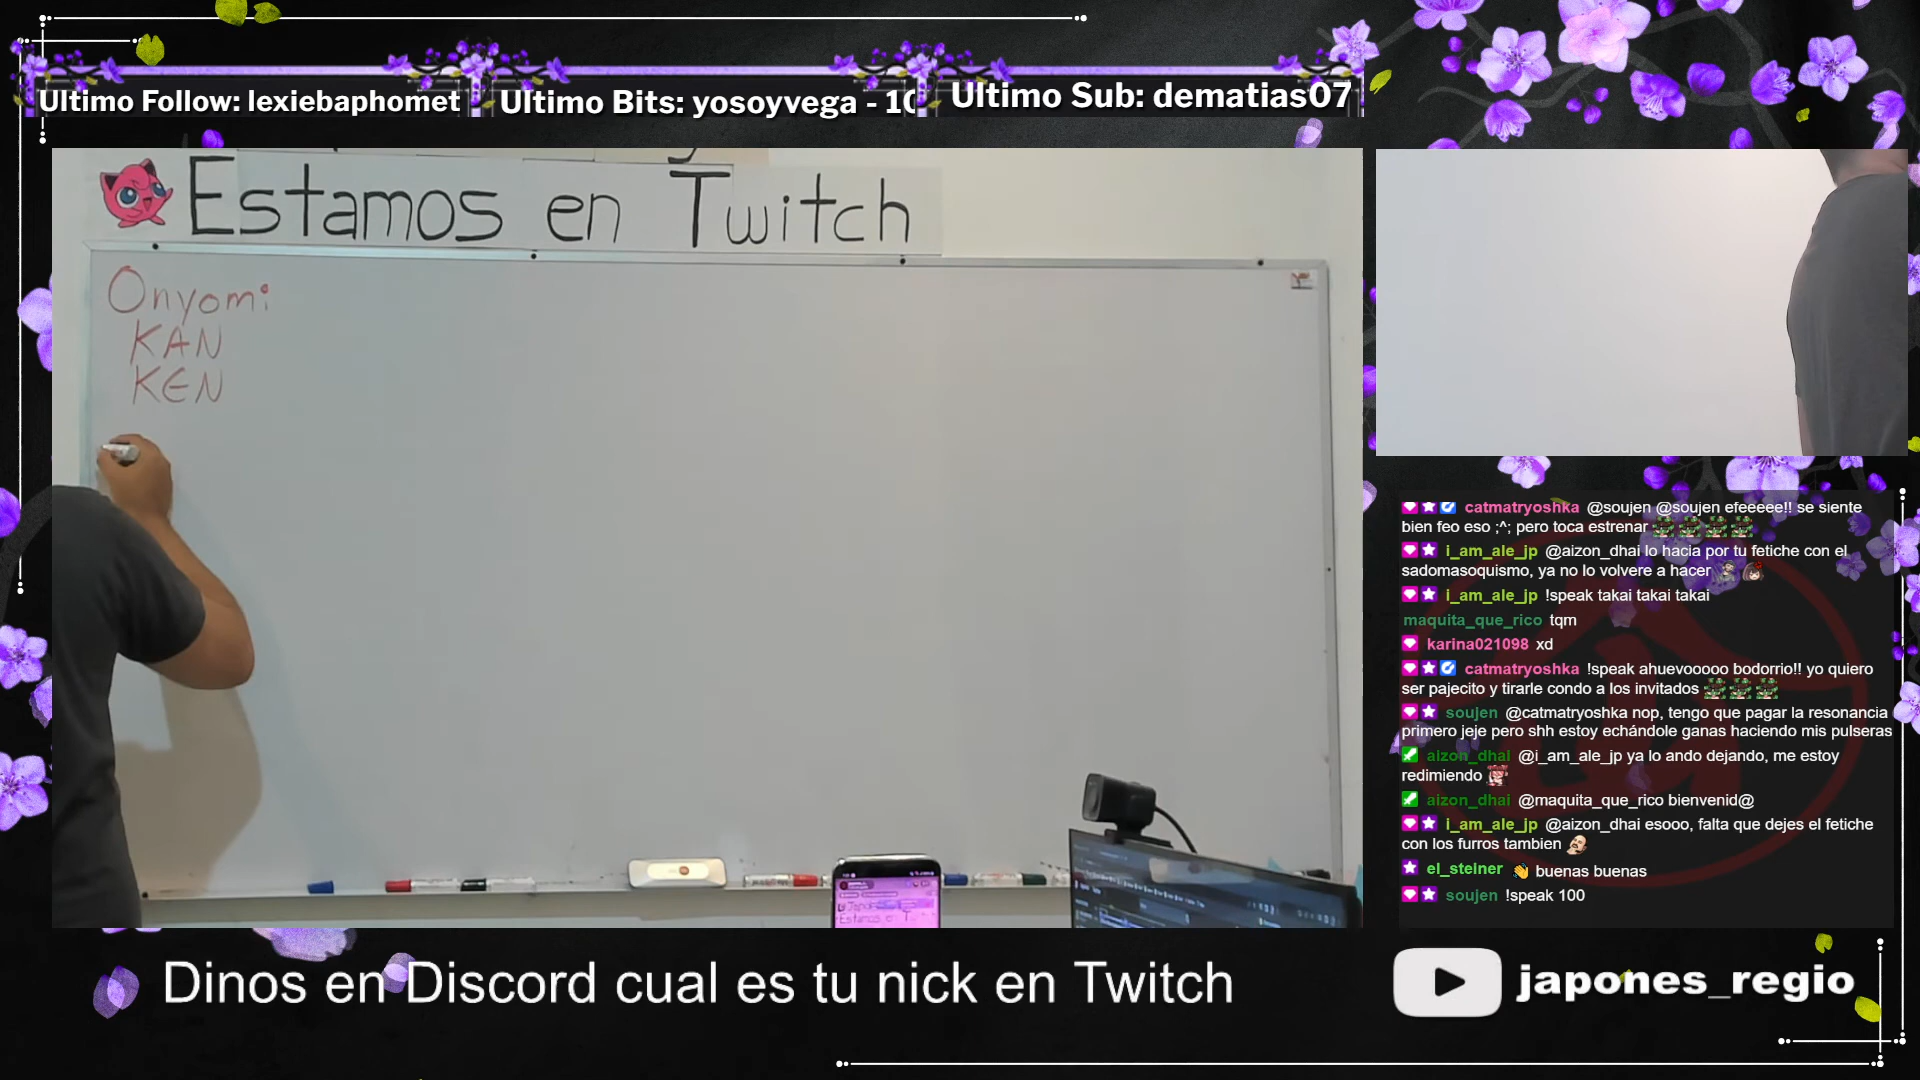 Ultimo Follow: lexiebaphomet
Ultimo Bits: yosoyvega - 10
Ultimo Sub: dematias07
Estamos en Twitch
Onyomi
KAN
KEN
Estamos en T
catmatryoshka @soujen @soujen efeeeee!! se siente
bien feo eso ;^; pero toca estrenar
i_am_ale_jp @aizon_dhai lo hacia por tu fetiche con el
sadomasoquismo, ya no lo volvere a hacer
i_am_ale_jp !speak takai takai takai
maquita_que_rico tqm
karina021098 xd
catmatryoshka !speak ahuevooooo bodorrio!! yo quiero
ser pajecito y tirarle condo a los invitados
soujen @catmatryoshka nop, tengo que pagar la resonancia
primero jeje pero shh estoy echándole ganas haciendo mis pulseras
aizon_dhai @i_am_ale_jp ya lo ando dejando, me estoy
redimiendo
aizon_dhai @maquita_que_rico bienvenid@
i_am_ale_jp @aizon_dhai esooo, falta que dejes el fetiche
con los furros tambien
el_steiner 👋 buenas buenas
soujen !speak 100
Dinos en Discord cual es tu nick en Twitch
japones_regio